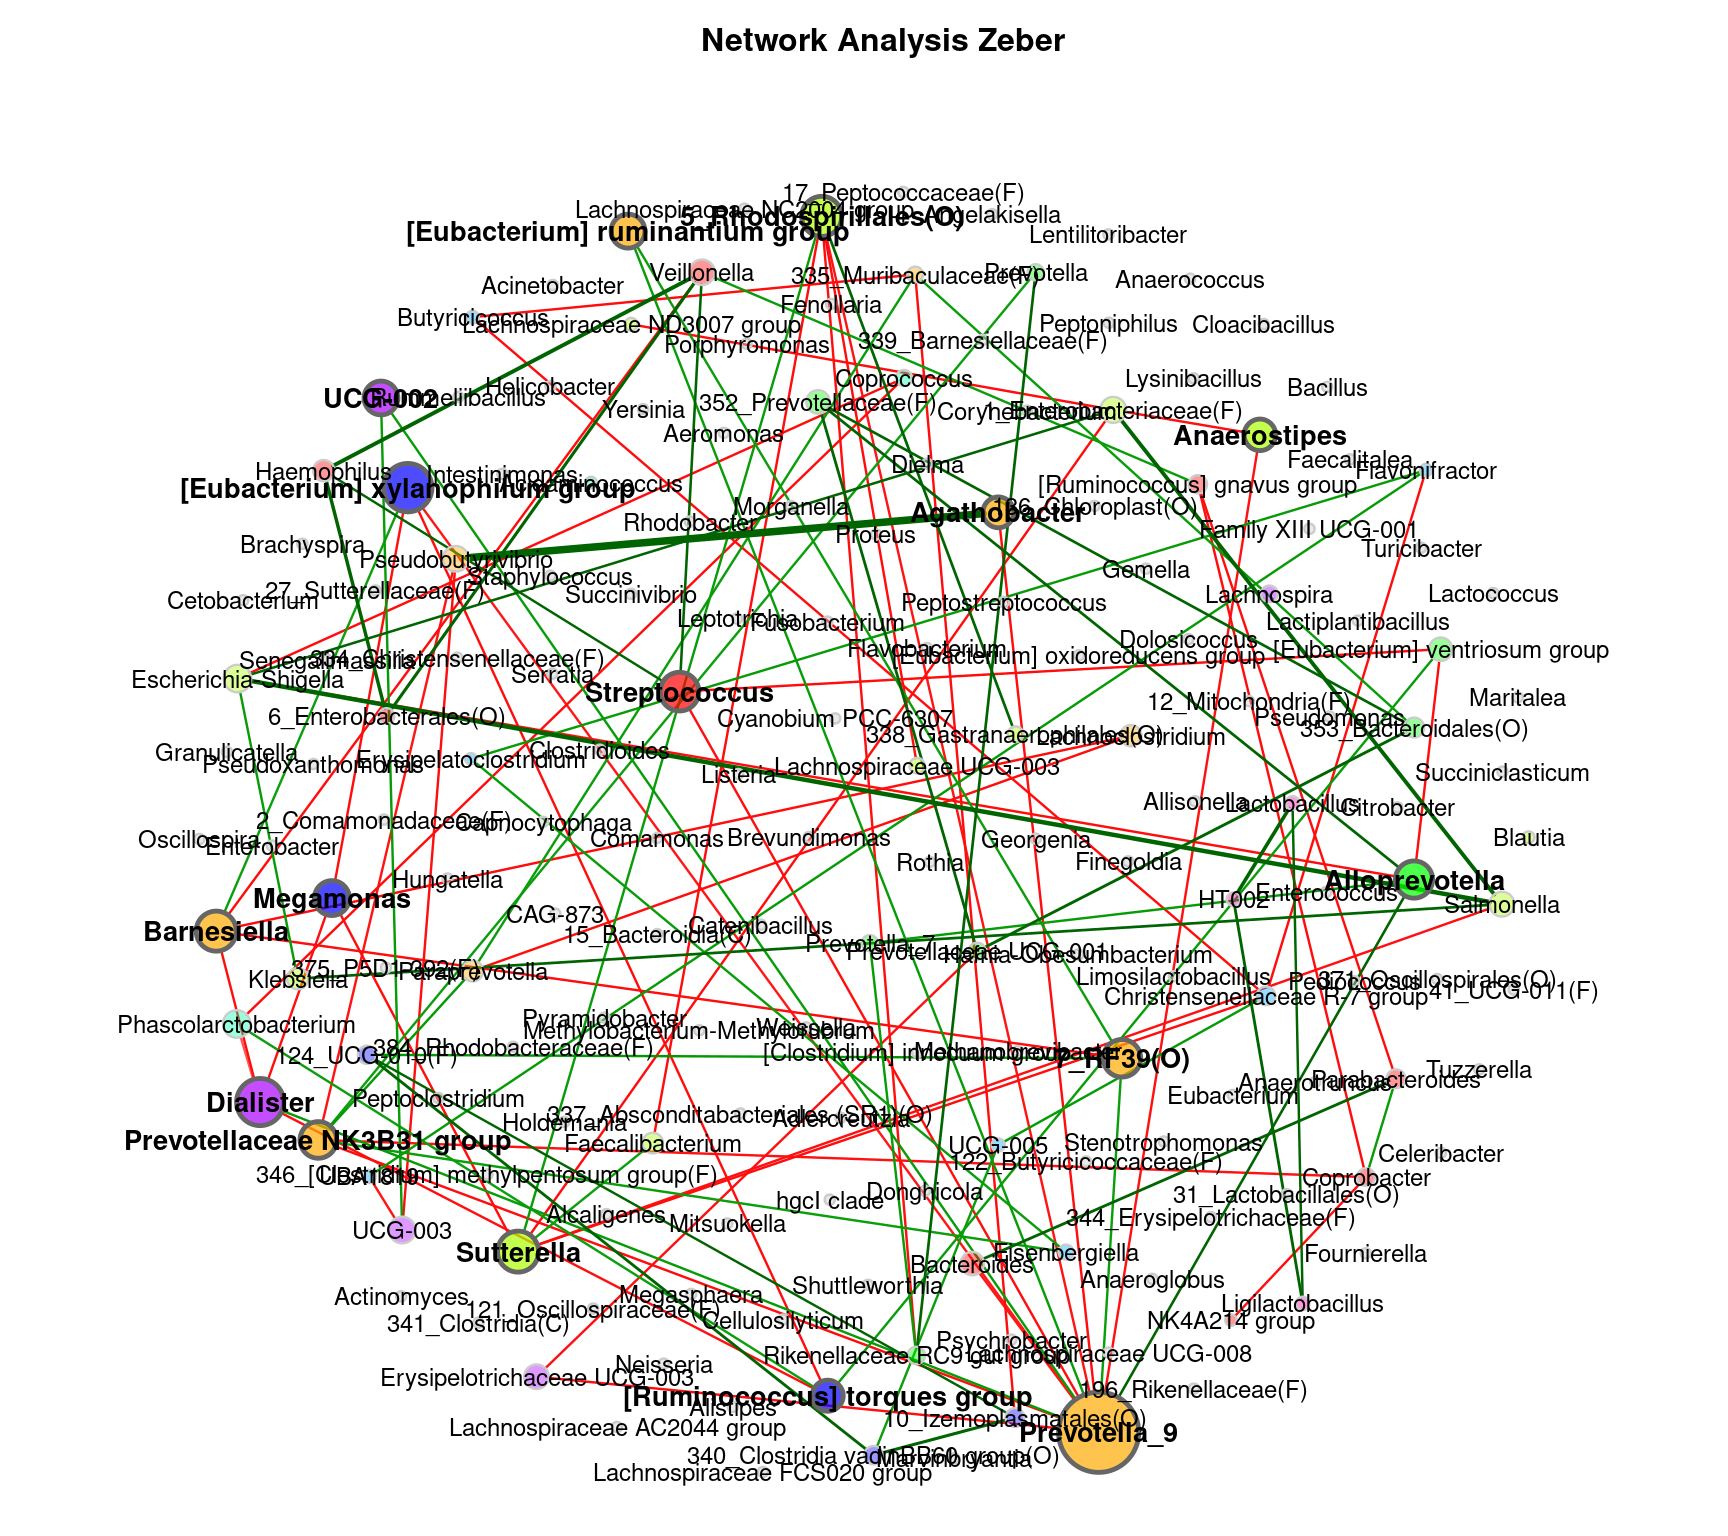 Network Analysis Zeber
17_Peptococcaceae(F)
Lachnospiraceae NC2004 group
5_Rhodospirillales(O)
Angelakisella
[Eubacterium] ruminantium group
Lentilitoribacter
Veillonella
335_Muribaculaceae(F)
Prevotella
Anaerococcus
Acinetobacter
Fenollaria
Butyricicoccus
Lachnospiraceae ND3007 group
Peptoniphilus
Cloacibacillus
Porphyromonas
339_Barnesiellaceae(F)
Coprococcus
Lysinibacillus
Bacillus
Helicobacter
UCG-002
Rummeliibacillus
Yersinia
352_Prevotellaceae(F)
Corynebacterium
1_Enterobacteriaceae(F)
Aeromonas
Anaerostipes
Faecalitalea
Haemophilus
Intestinimonas
Dielma
Flavonifractor
[Eubacterium] xylanophilum group
Acidaminococcus
[Ruminococcus] gnavus group
Morganella
Agathobacter
136_Chloroplast(O)
Rhodobacter
Proteus
Family XIII UCG-001
Brachyspira
Turicibacter
Pseudobutyrivibrio
Staphylococcus
Gemella
27_Sutterellaceae(F)
Succinivibrio
Lachnospira
Lactococcus
Cetobacterium
Peptostreptococcus
Leptotrichia
Fusobacterium
Lactiplantibacillus
Flavobacterium
Dolosicoccus
[Eubacterium] oxidoreducens group
[Eubacterium] ventriosum group
Senegalimassilia
334_Christensenellaceae(F)
Escherichia-Shigella
Serratia
Streptococcus
12_Mitochondria(F)
Maritalea
6_Enterobacterales(O)
Cyanobium PCC-6307
Pseudomonas
353_Bacteroidales(O)
338_Gastranaerophilales(O)
Lachnoclostridium
Granulicatella
Pseudoxanthomonas
Erysipelatoclostridium
Clostridioides
Listeria
Lachnospiraceae UCG-003
Succiniclasticum
Allisonella
Lactobacillus
Citrobacter
2_Comamonadaceae(F)
Capnocytophaga
Oscillospira
Enterobacter
Comamonas
Brevundimonas
Georgenia
Blautia
Rothia
Finegoldia
Hungatella
Alloprevotella
Megamonas
HT002
Enterococcus
Salmonella
CAG-873
Barnesiella
15_Bacteroidia(C)
Catenibacillus
Prevotella_7
Prevotellaceae UCG-001
Hafnia-Obesumbacterium
375_P5D1-392(F)
Paraprevotella
Klebsiella
Limosilactobacillus
Pediococcus
371_Oscillospirales(O)
Christensenellaceae R-7 group
41_UCG-011(F)
Phascolarctobacterium
Pyramidobacter
Methylobacterium-Methylorubrum
Weissella
384_Rhodobacteraceae(F)
124_UCG-010(F)
[Clostridium] innocuum group
Methanobrevibacter
7_RF39(O)
Tuzzerella
Anaerotruncus
Parabacteroides
Eubacterium
Dialister
Peptoclostridium
Holdemania
337_Absconditabacteriales (SR1)(O)
Adlercreutzia
Prevotellaceae NK3B31 group
Faecalibacterium
UCG-005
Stenotrophomonas
Celeribacter
122_Butyricicoccaceae(F)
346_[Clostridium] methylpentosum group(F)
UBA1819
Coprobacter
hgcI clade
Donghicola
31_Lactobacillales(O)
UCG-003
Alcaligenes
Mitsuokella
344_Erysipelotrichaceae(F)
Sutterella
Eisenbergiella
Fournierella
Bacteroides
Anaeroglobus
Shuttleworthia
Actinomyces
Megasphaera
Ligilactobacillus
121_Oscillospiraceae(F)
341_Clostridia(C)
Cellulosilyticum
NK4A214 group
Psychrobacter
Rikenellaceae RC9 gut group
Lachnospiraceae UCG-008
Neisseria
Erysipelotrichaceae UCG-003
196_Rikenellaceae(F)
[Ruminococcus] torques group
Alistipes
10_Izemoplasmatales(O)
Lachnospiraceae AC2044 group
Prevotella_9
340_Clostridia vadinBB60 group(O)
Marvinbryantia
Lachnospiraceae FCS020 group